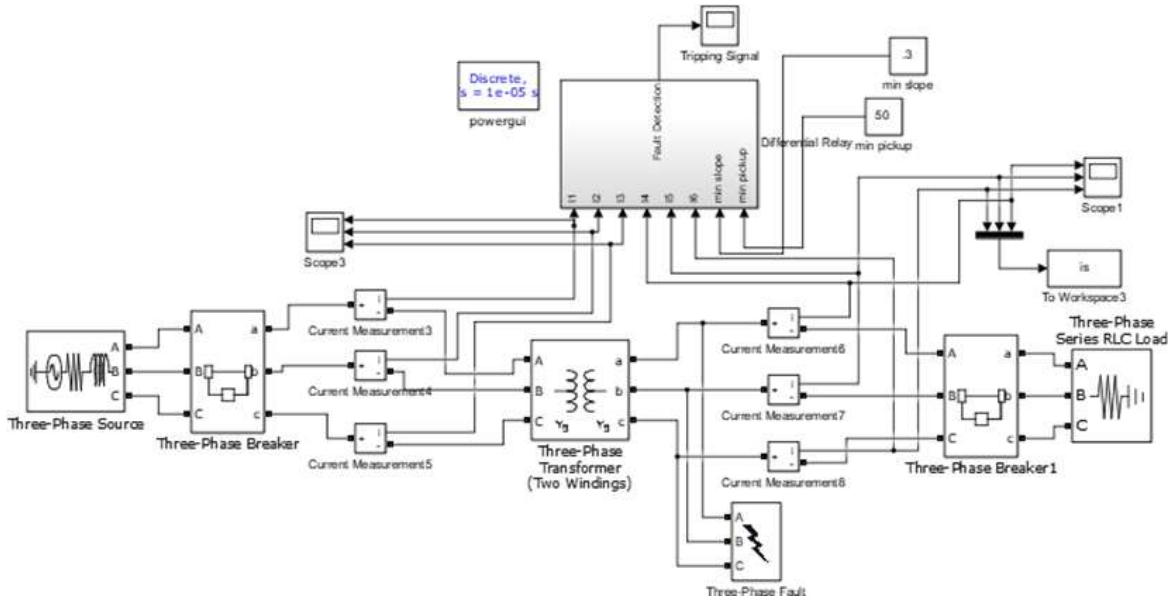 Tripping Signal
.3
min slope
Discrete,
s = 1e-05 s
powergui
50
min pickup
Fault Detection
Differential Relay
I1
I2
I3
I4
I5
I6
min slope
min pickup
Scope1
Scope3
is
To Workspace3
Current Measurement3
Current Measurement4
Current Measurement5
Current Measurement6
Current Measurement7
Current Measurement8
A
B
C
Three-Phase Source
A
B
C
a
b
c
Three-Phase Breaker
+
i
-
+
i
-
+
i
-
A
B
C
a
b
c
Yg
Yg
Three-Phase
Transformer
(Two Windings)
+
i
-
+
i
-
+
i
-
A
B
C
a
b
c
Three-Phase Breaker1
Three-Phase
Series RLC Load
A
B
C
A
B
C
Three-Phase Fault